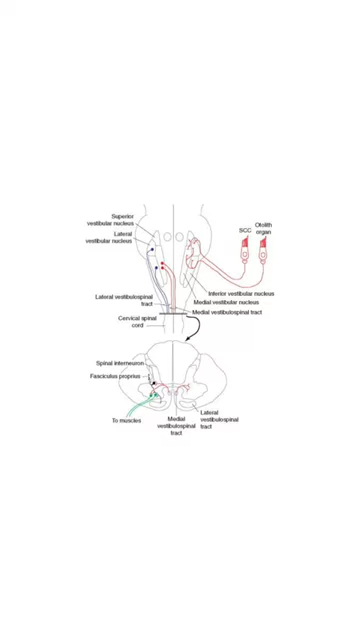 Superior
vestibular nucleus
Lateral
vestibular nucleus
SCC
Otolith
organ
Inferior vestibular nucleus
Medial vestibular nucleus
Lateral vestibulospinal
tract
Medial vestibulospinal tract
Cervical spinal
cord
Spinal interneuron
Fasciculus proprius
To muscles
Medial
vestibulospinal
tract
Lateral
vestibulospinal
tract